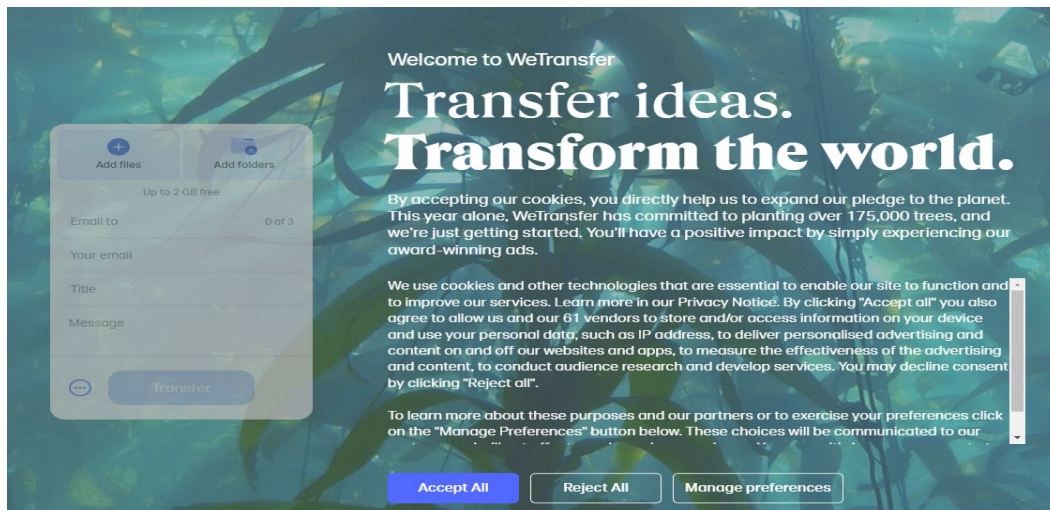 Welcome to WeTransfer
Transfer ideas.
Transform the world.
Add files
Add folders
Up to 2 GB free
Email to
0 of 3
Your email
Title
Message
Transfer
By accepting our cookies, you directly help us to expand our pledge to the planet.
This year alone, WeTransfer has committed to planting over 175,000 trees, and
we're just getting started. You'll have a positive impact by simply experiencing our
award-winning ads.
We use cookies and other technologies that are essential to enable our site to function and
to improve our services. Learn more in our Privacy Notice. By clicking "Accept all" you also
agree to allow us and our 61 vendors to store and/or access information on your device
and use your personal data, such as IP address, to deliver personalised advertising and
content on and off our websites and apps, to measure the effectiveness of the advertising
and content, to conduct audience research and develop services. You may decline consent
by clicking "Reject all".
To learn more about these purposes and our partners or to exercise your preferences click
on the "Manage Preferences" button below. These choices will be communicated to our
Accept All
Reject All
Manage preferences